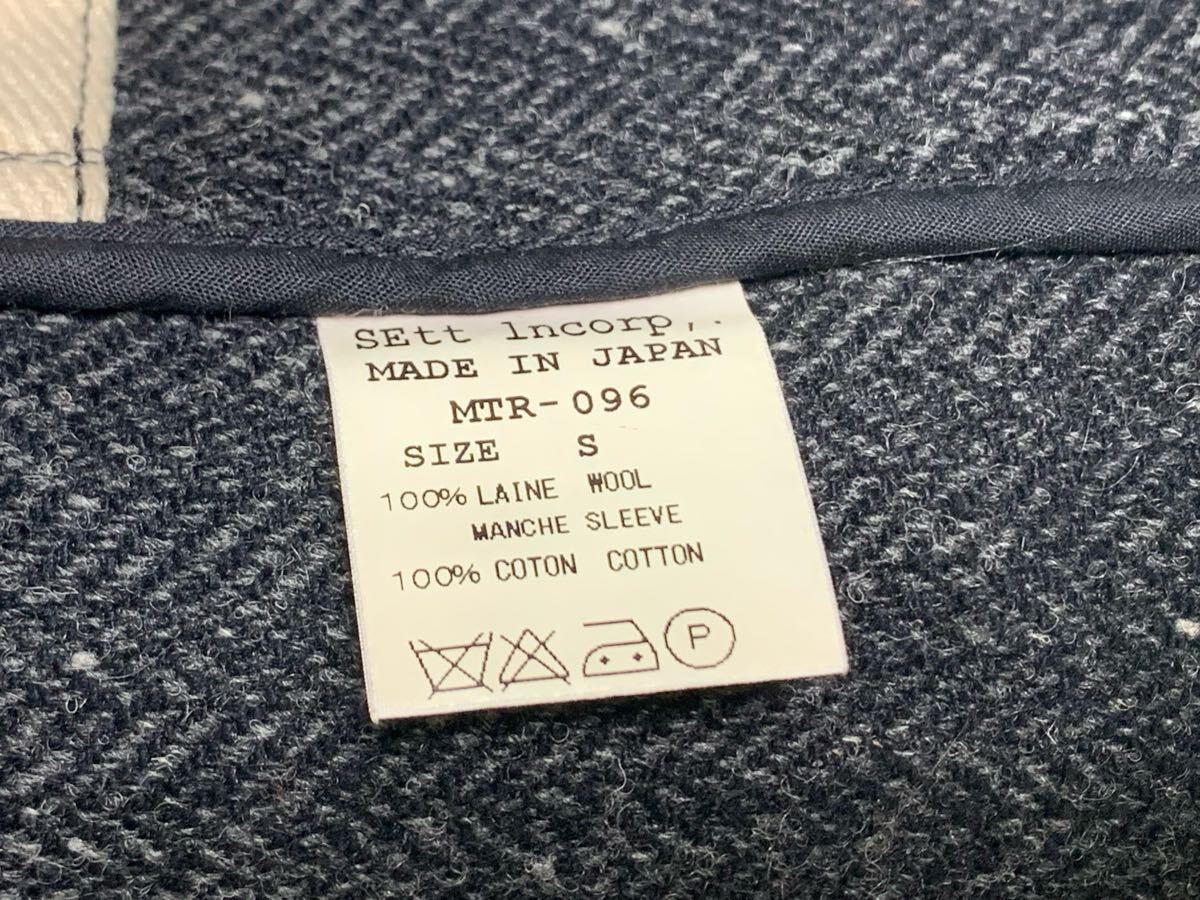 SEtt lncorp,.
MADE IN JAPAN
MTR-096
SIZE S
100% LAINE WOOL
MANCHE SLEEVE
100% COTON COTTON
P